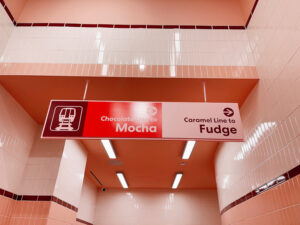 Chocolate Line to
Mocha
Caramel Line to
Fudge